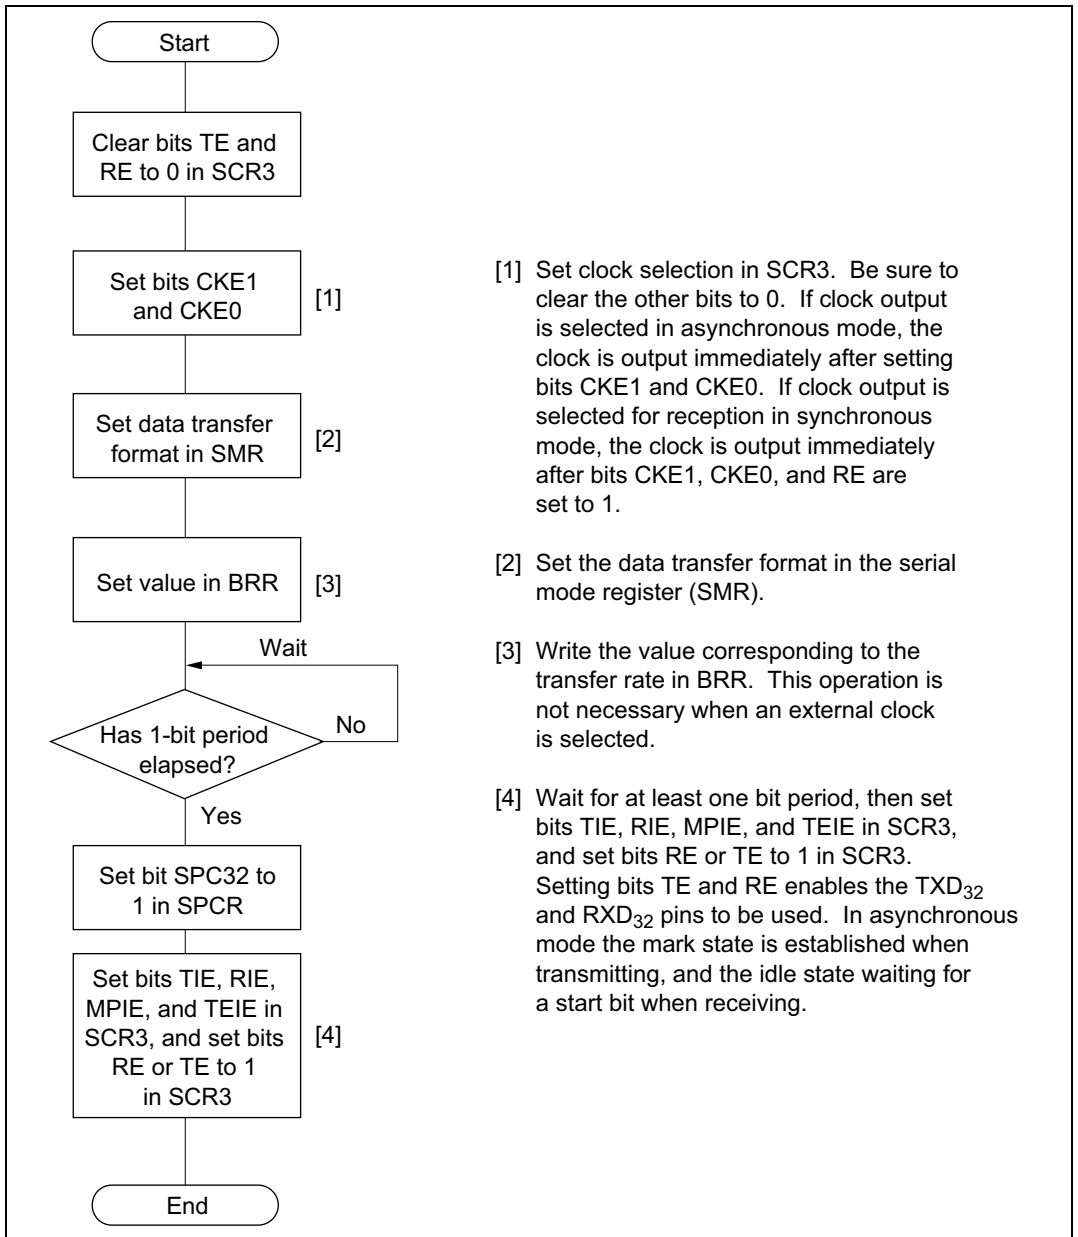 Start
Clear bits TE and
RE to 0 in SCR3
Set bits CKE1
and CKE0
[1]
Set data transfer
format in SMR
[2]
Set value in BRR
[3]
Wait
Has 1-bit period
elapsed?
No
Yes
Set bit SPC32 to
1 in SPCR
Set bits TIE, RIE,
MPIE, and TEIE in
SCR3, and set bits
RE or TE to 1
in SCR3
[4]
End
[1] Set clock selection in SCR3. Be sure to
clear the other bits to 0. If clock output
is selected in asynchronous mode, the
clock is output immediately after setting
bits CKE1 and CKE0. If clock output is
selected for reception in synchronous
mode, the clock is output immediately
after bits CKE1, CKE0, and RE are
set to 1.
[2] Set the data transfer format in the serial
mode register (SMR).
[3] Write the value corresponding to the
transfer rate in BRR. This operation is
not necessary when an external clock
is selected.
[4] Wait for at least one bit period, then set
bits TIE, RIE, MPIE, and TEIE in SCR3,
and set bits RE or TE to 1 in SCR3.
Setting bits TE and RE enables the TXD32
and RXD32 pins to be used. In asynchronous
mode the mark state is established when
transmitting, and the idle state waiting for
a start bit when receiving.